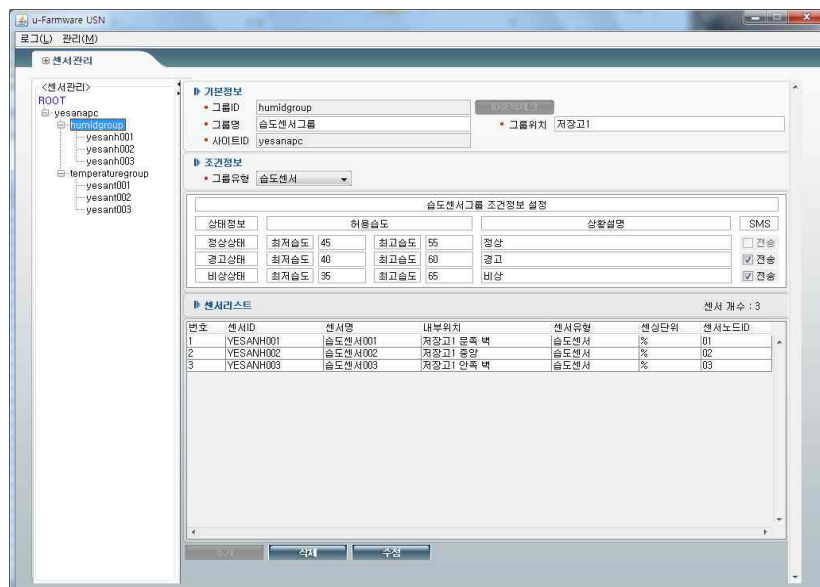 u-Farmware USN
로그(L) 관리(M)
센서관리
<센서관리>
ROOT
yesanapc
humidgroup
yesanh001
yesanh002
yesanh003
temperaturegroup
yesant001
yesant002
yesant003
기본정보
그룹ID humidgroup
그룹명 습도센서그룹 그룹위치 저장고1
사이트ID yesanapc
조건정보
그룹유형 습도센서
습도센서그룹 조건정보 설정
상태정보 허용습도 상황설명 SMS
정상상태 최저습도 45 최고습도 55 정상 전송
경고상태 최저습도 40 최고습도 60 경고 전송
비상상태 최저습도 35 최고습도 65 비상 전송
센서리스트 센서 개수 : 3
번호 센서ID 센서명 내부위치 센서유형 센싱단위 센서노드ID
1 YESANH001 습도센서001 저장고1 문쪽 벽 습도센서 % 01
2 YESANH002 습도센서002 저장고1 중앙 습도센서 % 02
3 YESANH003 습도센서003 저장고1 안쪽 벽 습도센서 % 03
추가 삭제 수정